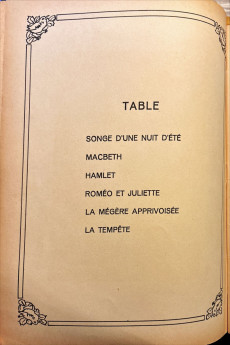 TABLE
SONGE D'UNE NUIT D'ÉTÉ
MACBETH
HAMLET
ROMÉO ET JULIETTE
LA MÉGÈRE APPRIVOISÉE
LA TEMPÊTE